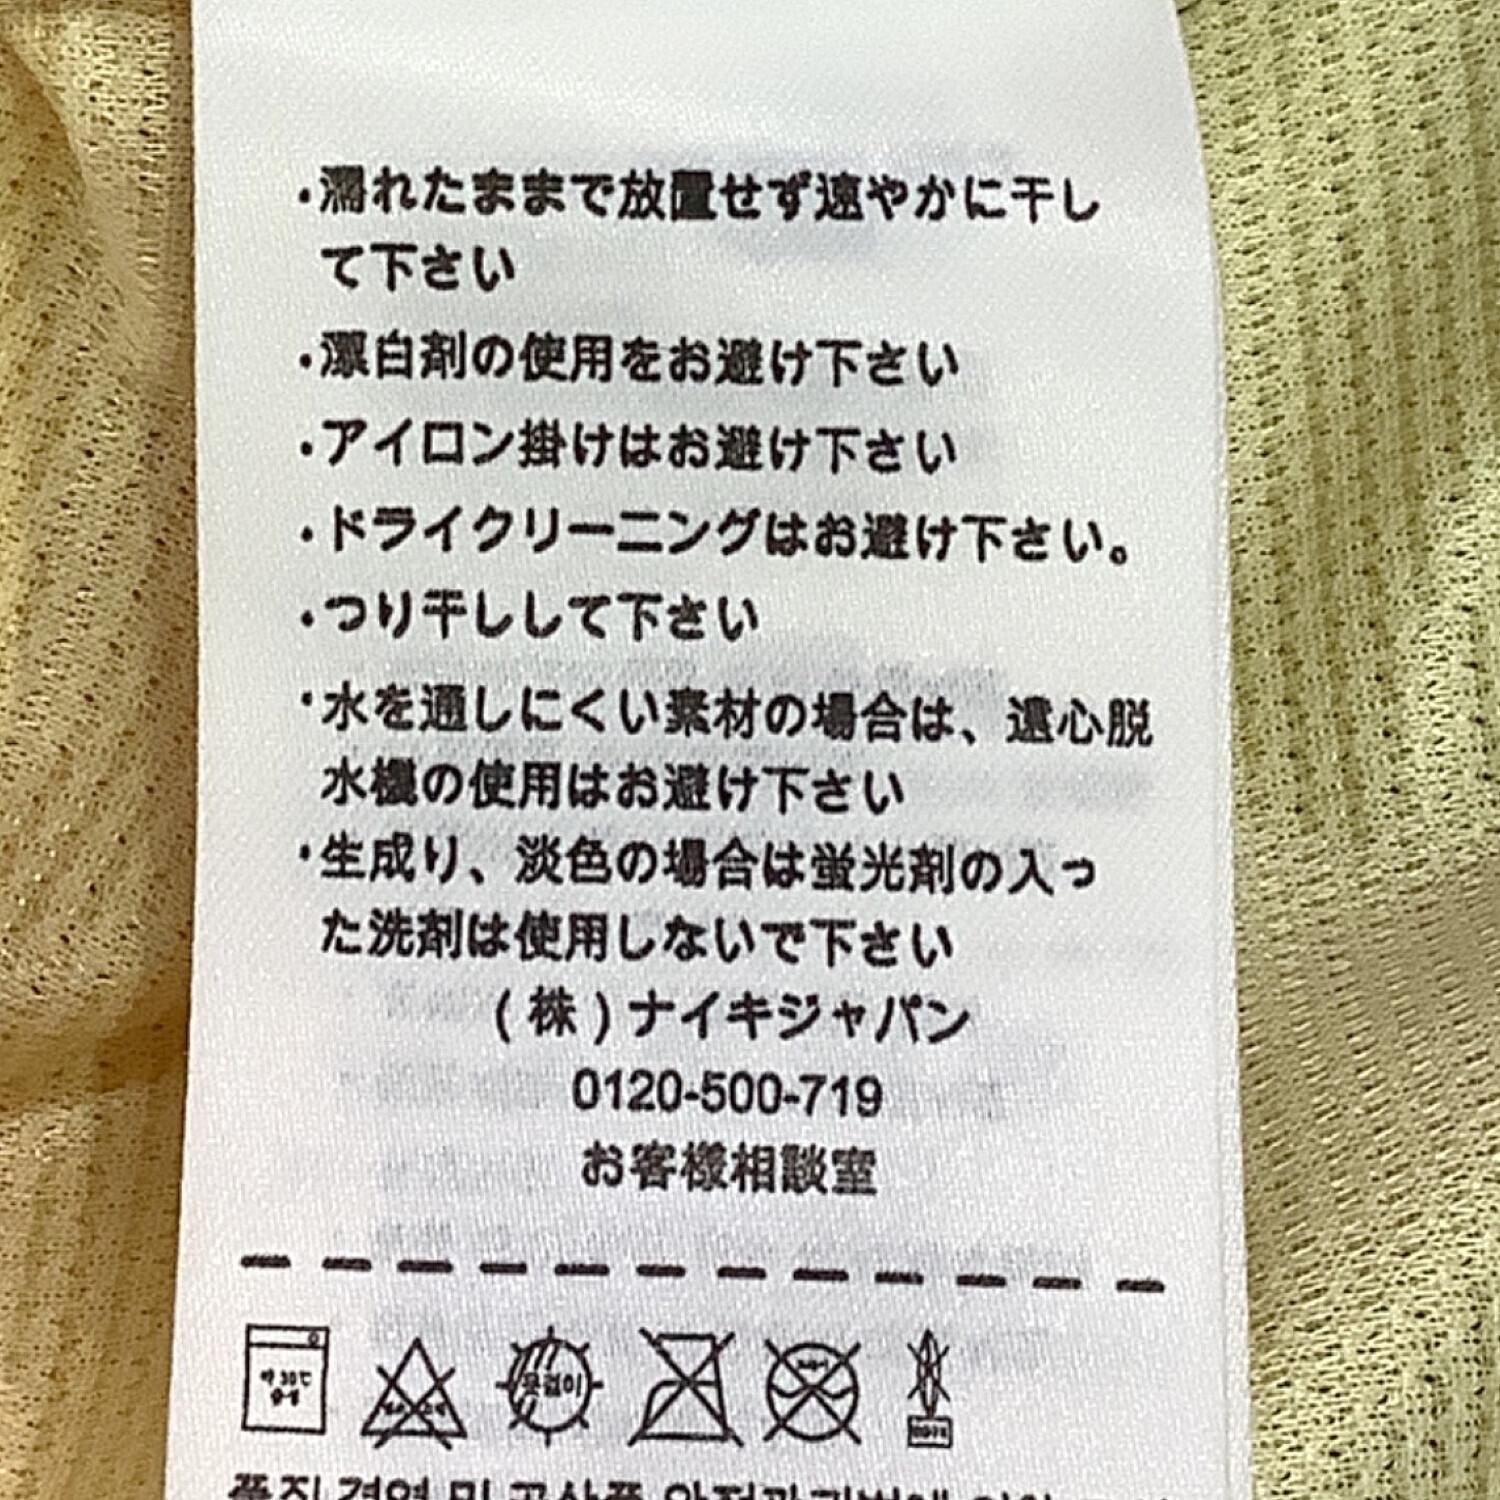 ・濡れたままで放置せず速やかに干し
て下さい
・漂白剤の使用をお避け下さい
・アイロン掛けはお避け下さい
・ドライクリーニングはお避け下さい。
・つり干しして下さい
・水を通しにくい素材の場合は、遠心脱
水機の使用はお避け下さい
・生成り、淡色の場合は蛍光剤の入っ
た洗剤は使用しないで下さい
(株)ナイキジャパン
0120-500-719
お客様相談室
약 30℃
중성
옷걸이